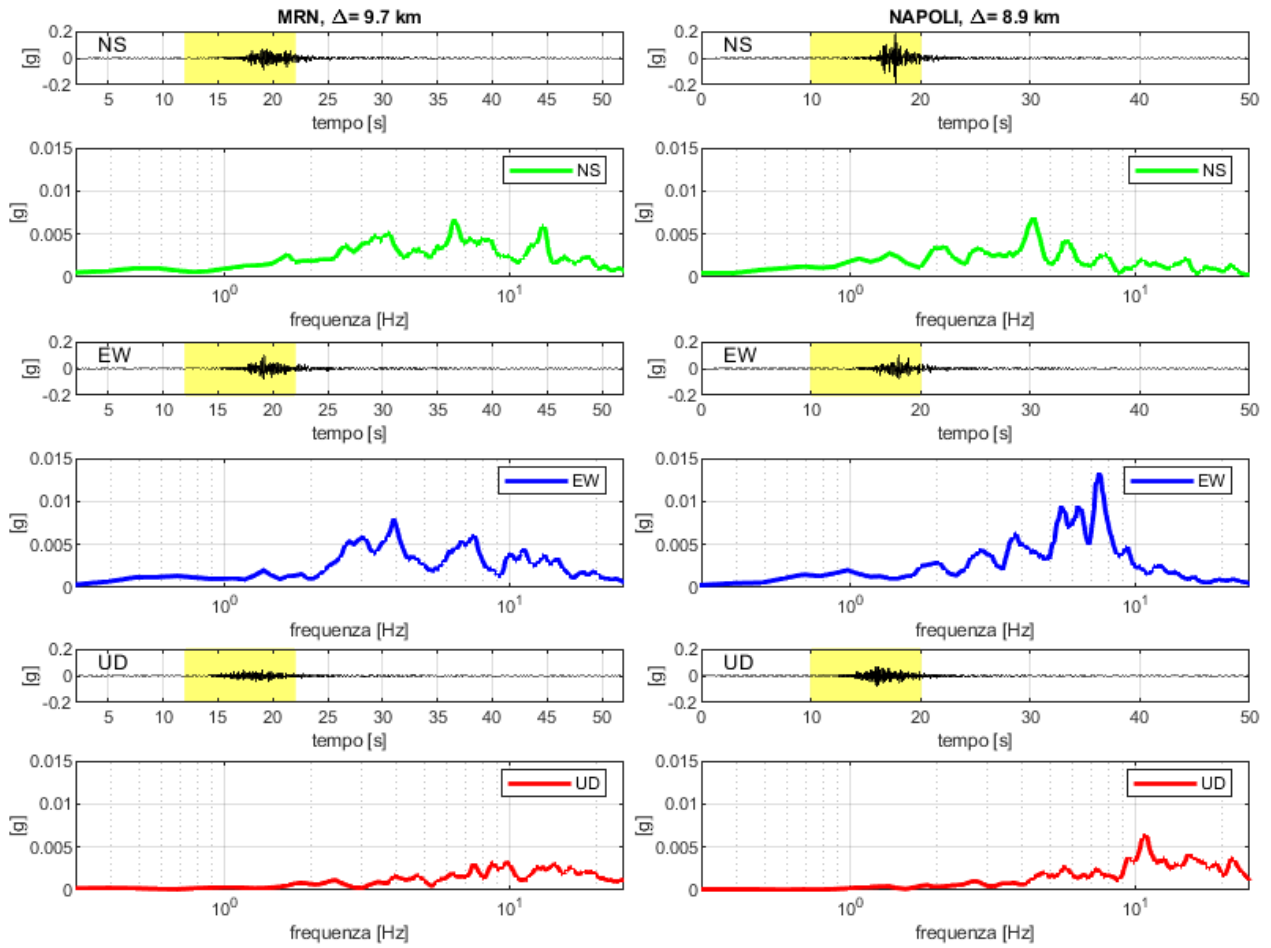 MRN, Δ= 9.7 km
NS
[g]
0.2
0
-0.2
5 10 15 20 25 30 35 40 45 50
tempo [s]
NS
[g]
0.015
0.01
0.005
0
10^0 10^1
frequenza [Hz]
EW
[g]
0.2
0
-0.2
5 10 15 20 25 30 35 40 45 50
tempo [s]
EW
[g]
0.015
0.01
0.005
0
10^0 10^1
frequenza [Hz]
UD
[g]
0.2
0
-0.2
5 10 15 20 25 30 35 40 45 50
tempo [s]
UD
[g]
0.015
0.01
0.005
0
10^0 10^1
frequenza [Hz]
NAPOLI, Δ= 8.9 km
NS
[g]
0.2
0
-0.2
0 10 20 30 40 50
tempo [s]
NS
[g]
0.015
0.01
0.005
0
10^0 10^1
frequenza [Hz]
EW
[g]
0.2
0
-0.2
0 10 20 30 40 50
tempo [s]
EW
[g]
0.015
0.01
0.005
0
10^0 10^1
frequenza [Hz]
UD
[g]
0.2
0
-0.2
0 10 20 30 40 50
tempo [s]
UD
[g]
0.015
0.01
0.005
0
10^0 10^1
frequenza [Hz]